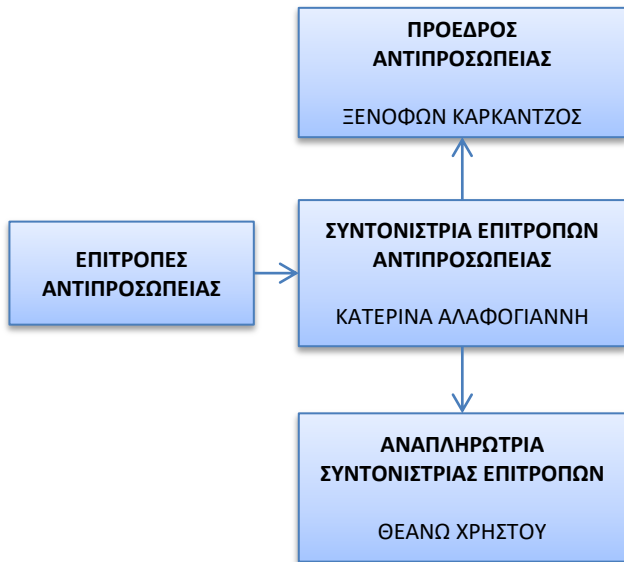 ΠΡΟΕΔΡΟΣ
ΑΝΤΙΠΡΟΣΩΠΕΙΑΣ
ΞΕΝΟΦΩΝ ΚΑΡΚΑΝΤΖΟΣ
ΕΠΙΤΡΟΠΕΣ
ΑΝΤΙΠΡΟΣΩΠΕΙΑΣ
ΣΥΝΤΟΝΙΣΤΡΙΑ ΕΠΙΤΡΟΠΩΝ
ΑΝΤΙΠΡΟΣΩΠΕΙΑΣ
ΚΑΤΕΡΙΝΑ ΑΛΑΦΟΓΙΑΝΝΗ
ΑΝΑΠΛΗΡΩΤΡΙΑ
ΣΥΝΤΟΝΙΣΤΡΙΑΣ ΕΠΙΤΡΟΠΩΝ
ΘΕΑΝΩ ΧΡΗΣΤΟΥ